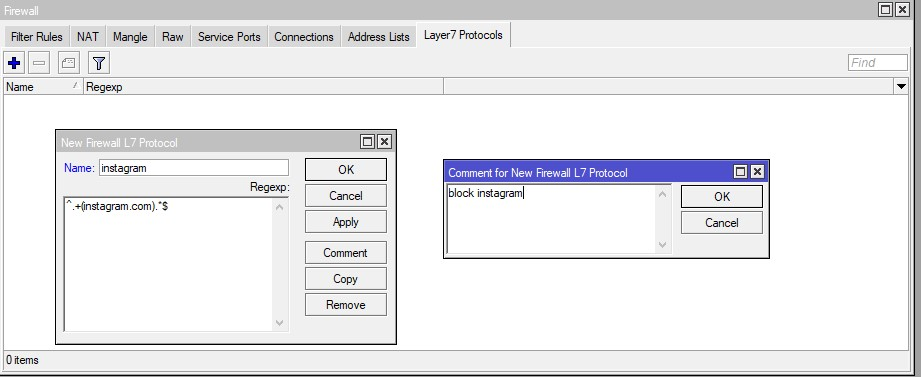 Firewall
Filter Rules NAT Mangle Raw Service Ports Connections Address Lists Layer7 Protocols
Find
Name Regexp
New Firewall L7 Protocol
Name: instagram
Regexp:
^.+(instagram.com).*$
OK
Cancel
Apply
Comment
Copy
Remove
Comment for New Firewall L7 Protocol
block instagram
OK
Cancel
0 items